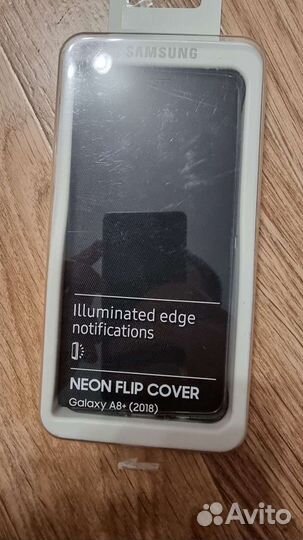 SAMSUNG
Illuminated edge
notifications
NEON FLIP COVER
Galaxy A8+ (2018)
Avito